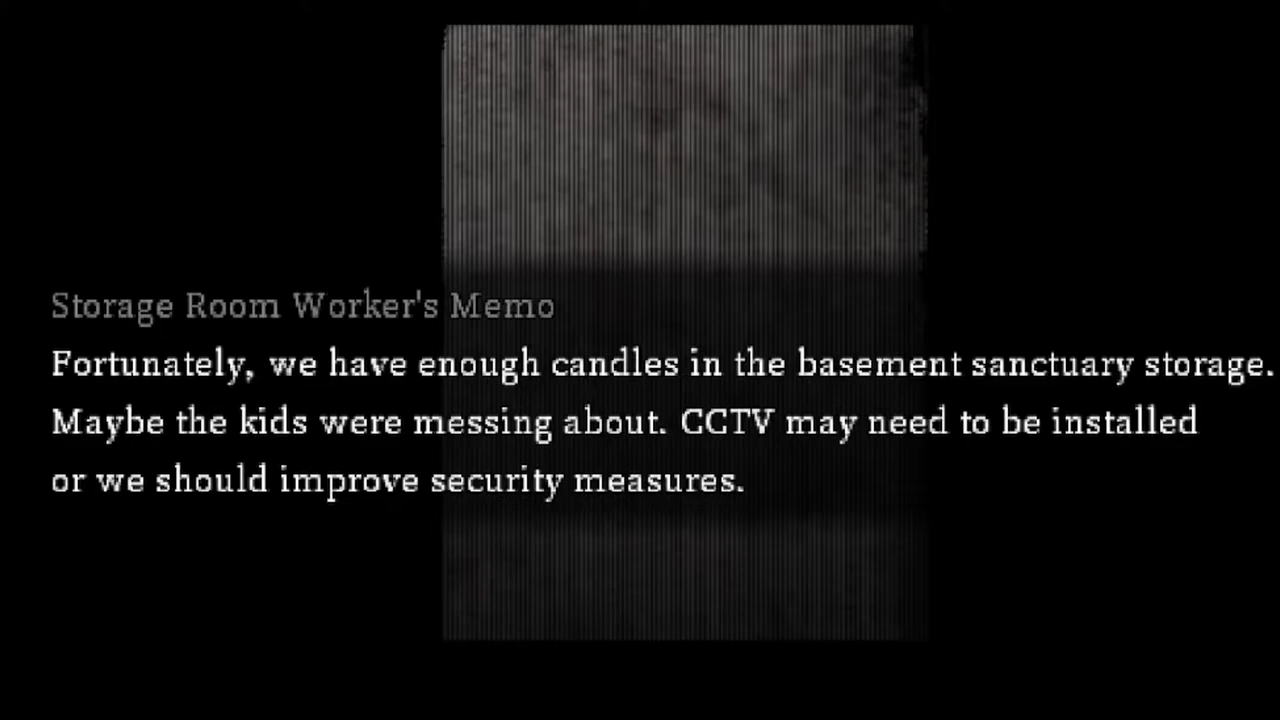 Storage Room Worker's Memo
Fortunately, we have enough candles in the basement sanctuary storage.
Maybe the kids were messing about. CCTV may need to be installed
or we should improve security measures.